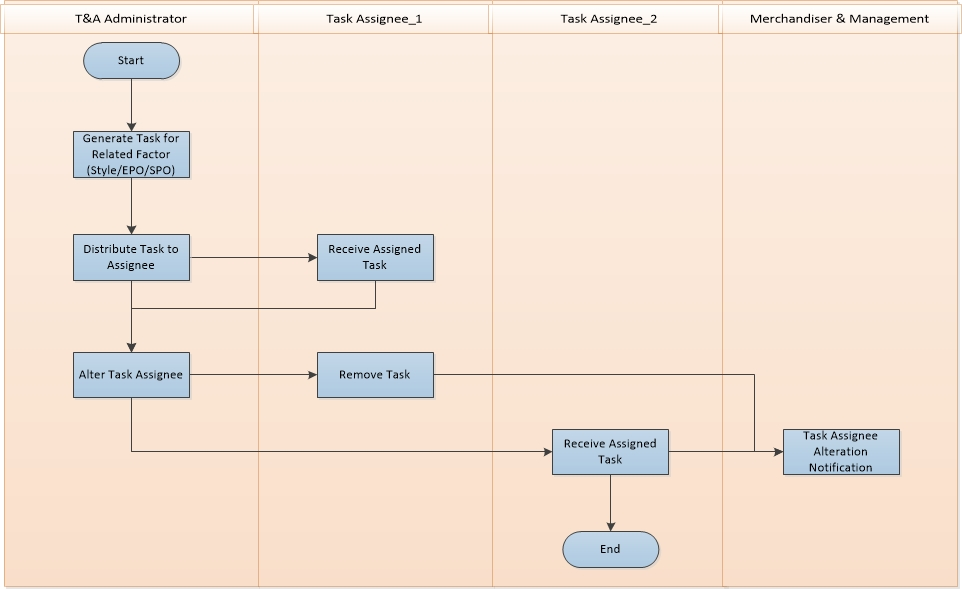 T&A Administrator
Task Assignee_1
Task Assignee_2
Merchandiser & Management
Start
Generate Task for
Related Factor
(Style/EPO/SPO)
Distribute Task to
Assignee
Receive Assigned
Task
Alter Task Assignee
Remove Task
Receive Assigned
Task
Task Assignee
Alteration
Notification
End